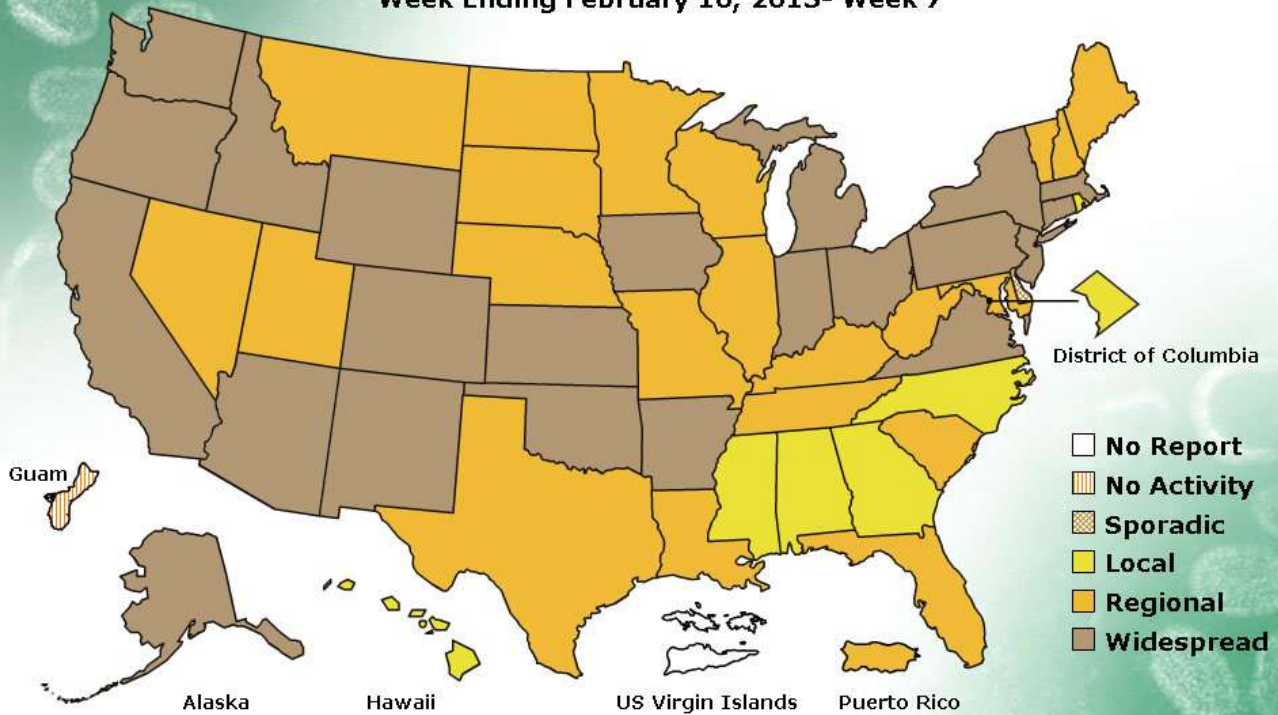 Week Ending February 16, 2013- Week 7
District of Columbia
No Report
Guam
No Activity
Sporadic
Local
Regional
Widespread
Alaska
Hawaii
US Virgin Islands
Puerto Rico